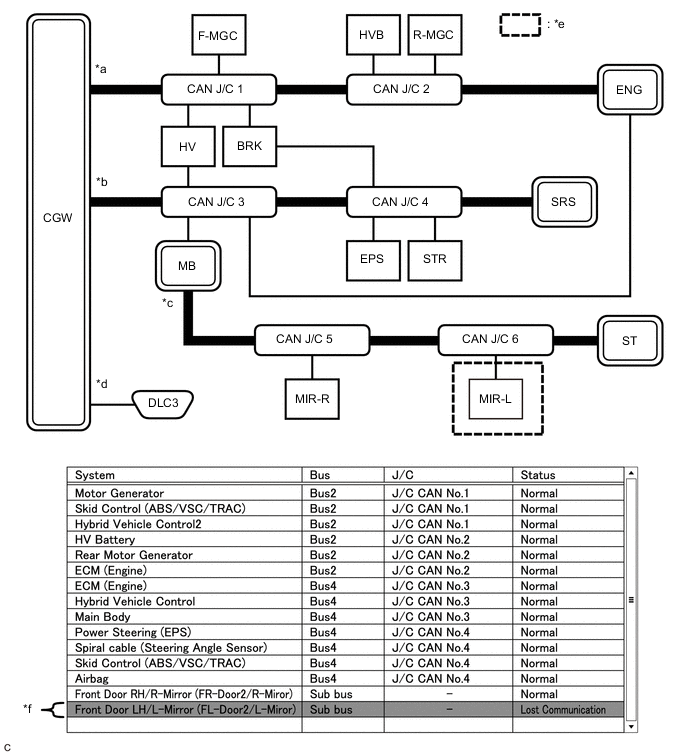 F-MGC
HVB
R-MGC
: *e
*a
CAN J/C 1
CAN J/C 2
ENG
HV
BRK
*b
CGW
CAN J/C 3
CAN J/C 4
SRS
MB
EPS
STR
*c
CAN J/C 5
CAN J/C 6
ST
*d
DLC3
MIR-R
MIR-L
System Bus J/C Status
Motor Generator Bus2 J/C CAN No.1 Normal
Skid Control (ABS/VSC/TRAC) Bus2 J/C CAN No.1 Normal
Hybrid Vehicle Control2 Bus2 J/C CAN No.1 Normal
HV Battery Bus2 J/C CAN No.2 Normal
Rear Motor Generator Bus2 J/C CAN No.2 Normal
ECM (Engine) Bus2 J/C CAN No.2 Normal
ECM (Engine) Bus4 J/C CAN No.3 Normal
Hybrid Vehicle Control Bus4 J/C CAN No.3 Normal
Main Body Bus4 J/C CAN No.3 Normal
Power Steering (EPS) Bus4 J/C CAN No.4 Normal
Spiral cable (Steering Angle Sensor) Bus4 J/C CAN No.4 Normal
Skid Control (ABS/VSC/TRAC) Bus4 J/C CAN No.4 Normal
Airbag Bus4 J/C CAN No.4 Normal
Front Door RH/R-Mirror (FR-Door2/R-Miror) Sub bus – Normal
*f Front Door LH/L-Mirror (FL-Door2/L-Miror) Sub bus – Lost Communication
C